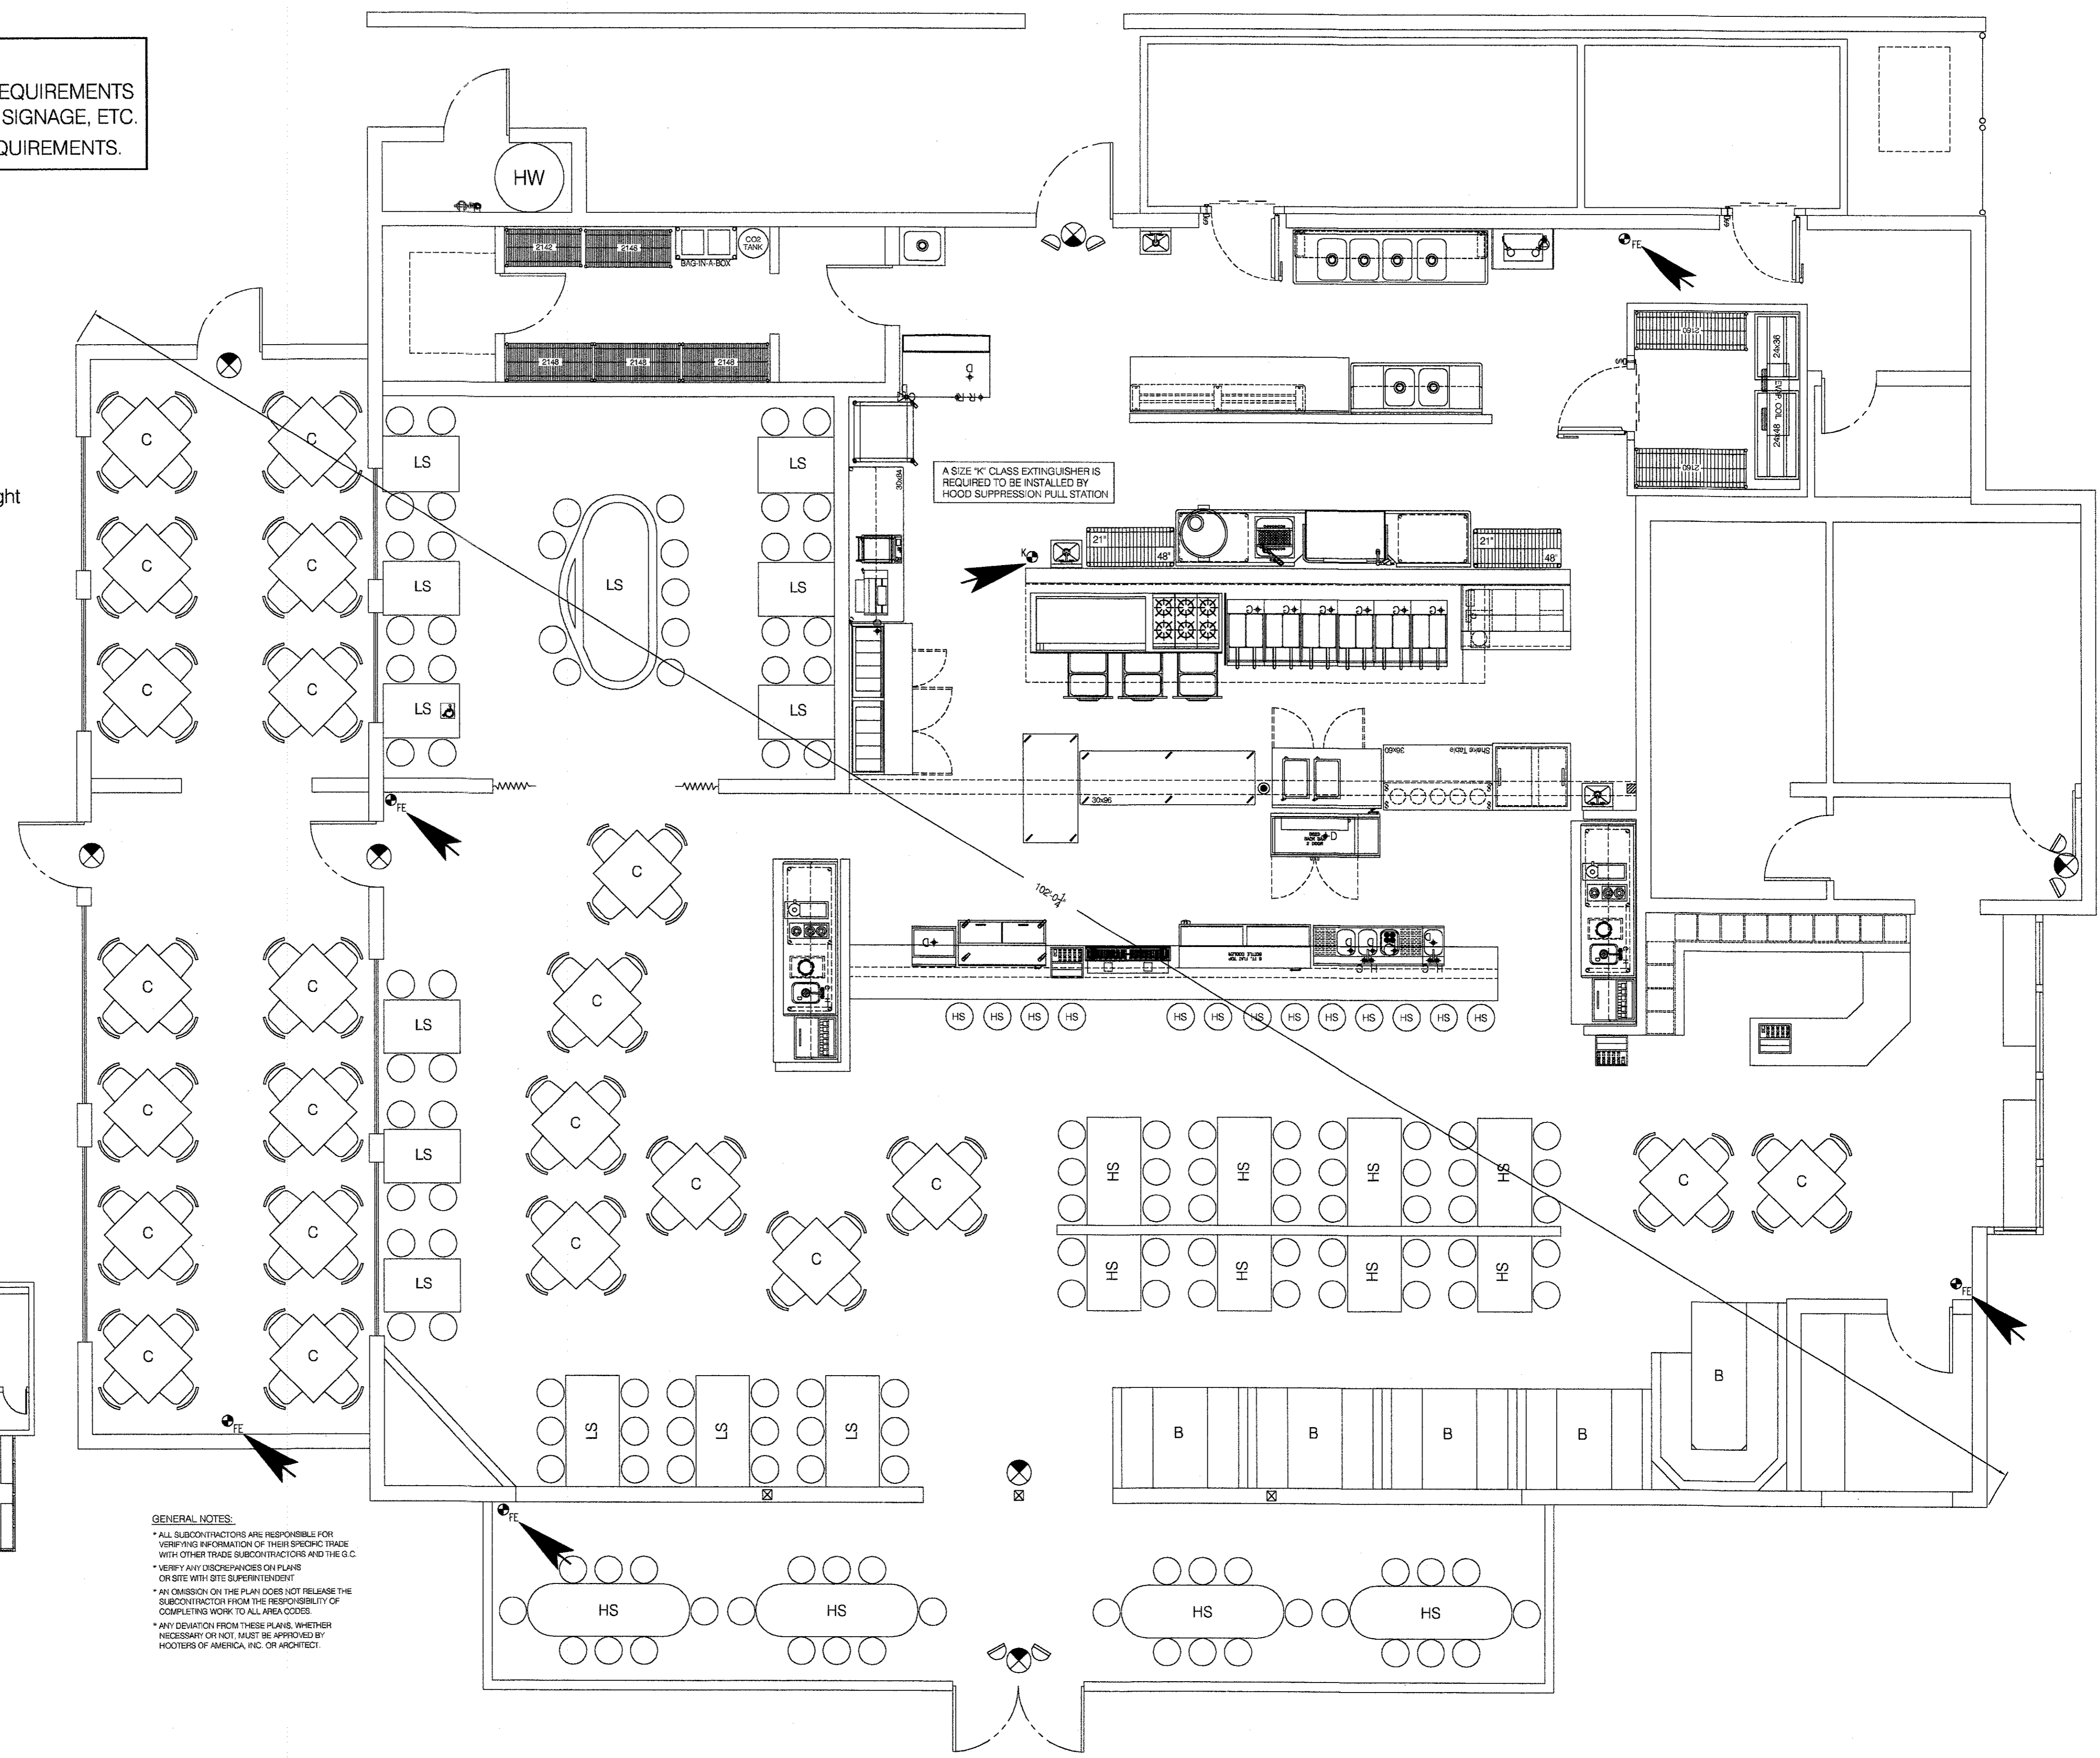 EQUIREMENTS
SIGNAGE, ETC.
QUIREMENTS.
HW
2142
2148
BAG-IN-A-BOX
CO2
TANK
FE
2148
2148
2148
D
2160
24x36
EVAP. COIL
24x48
2160
C
C
LS
LS
ght
A SIZE "K" CLASS EXTINGUISHER IS
REQUIRED TO BE INSTALLED BY
HOOD SUPPRESSION PULL STATION
30x84
21"
48"
21"
48"
K
C
C
LS
LS
LS
G
G
G
G
G
G
C
C
LS
LS
36x60
Shake Table
30x96
FE
D
C
102'-0 1/4"
D
D
D
D
C
C
C
LS
HS
HS
HS
HS
HS
HS
HS
HS
HS
HS
HS
HS
HS
C
C
LS
C
HS
HS
HS
HS
C
C
C
C
C
C
C
LS
C
C
HS
HS
HS
HS
FE
C
C
B
LS
LS
LS
B
B
B
B
FE
FE
GENERAL NOTES:
* ALL SUBCONTRACTORS ARE RESPONSIBLE FOR
VERIFYING INFORMATION OF THEIR SPECIFIC TRADE
WITH OTHER TRADE SUBCONTRACTORS AND THE G.C.
* VERIFY ANY DISCREPANCIES ON PLANS
OR SITE WITH SITE SUPERINTENDENT
* AN OMISSION ON THE PLAN DOES NOT RELEASE THE
SUBCONTRACTOR FROM THE RESPONSIBILITY OF
COMPLETING WORK TO ALL AREA CODES.
* ANY DEVIATION FROM THESE PLANS, WHETHER
NECESSARY OR NOT, MUST BE APPROVED BY
HOOTERS OF AMERICA, INC. OR ARCHITECT.
HS
HS
HS
HS